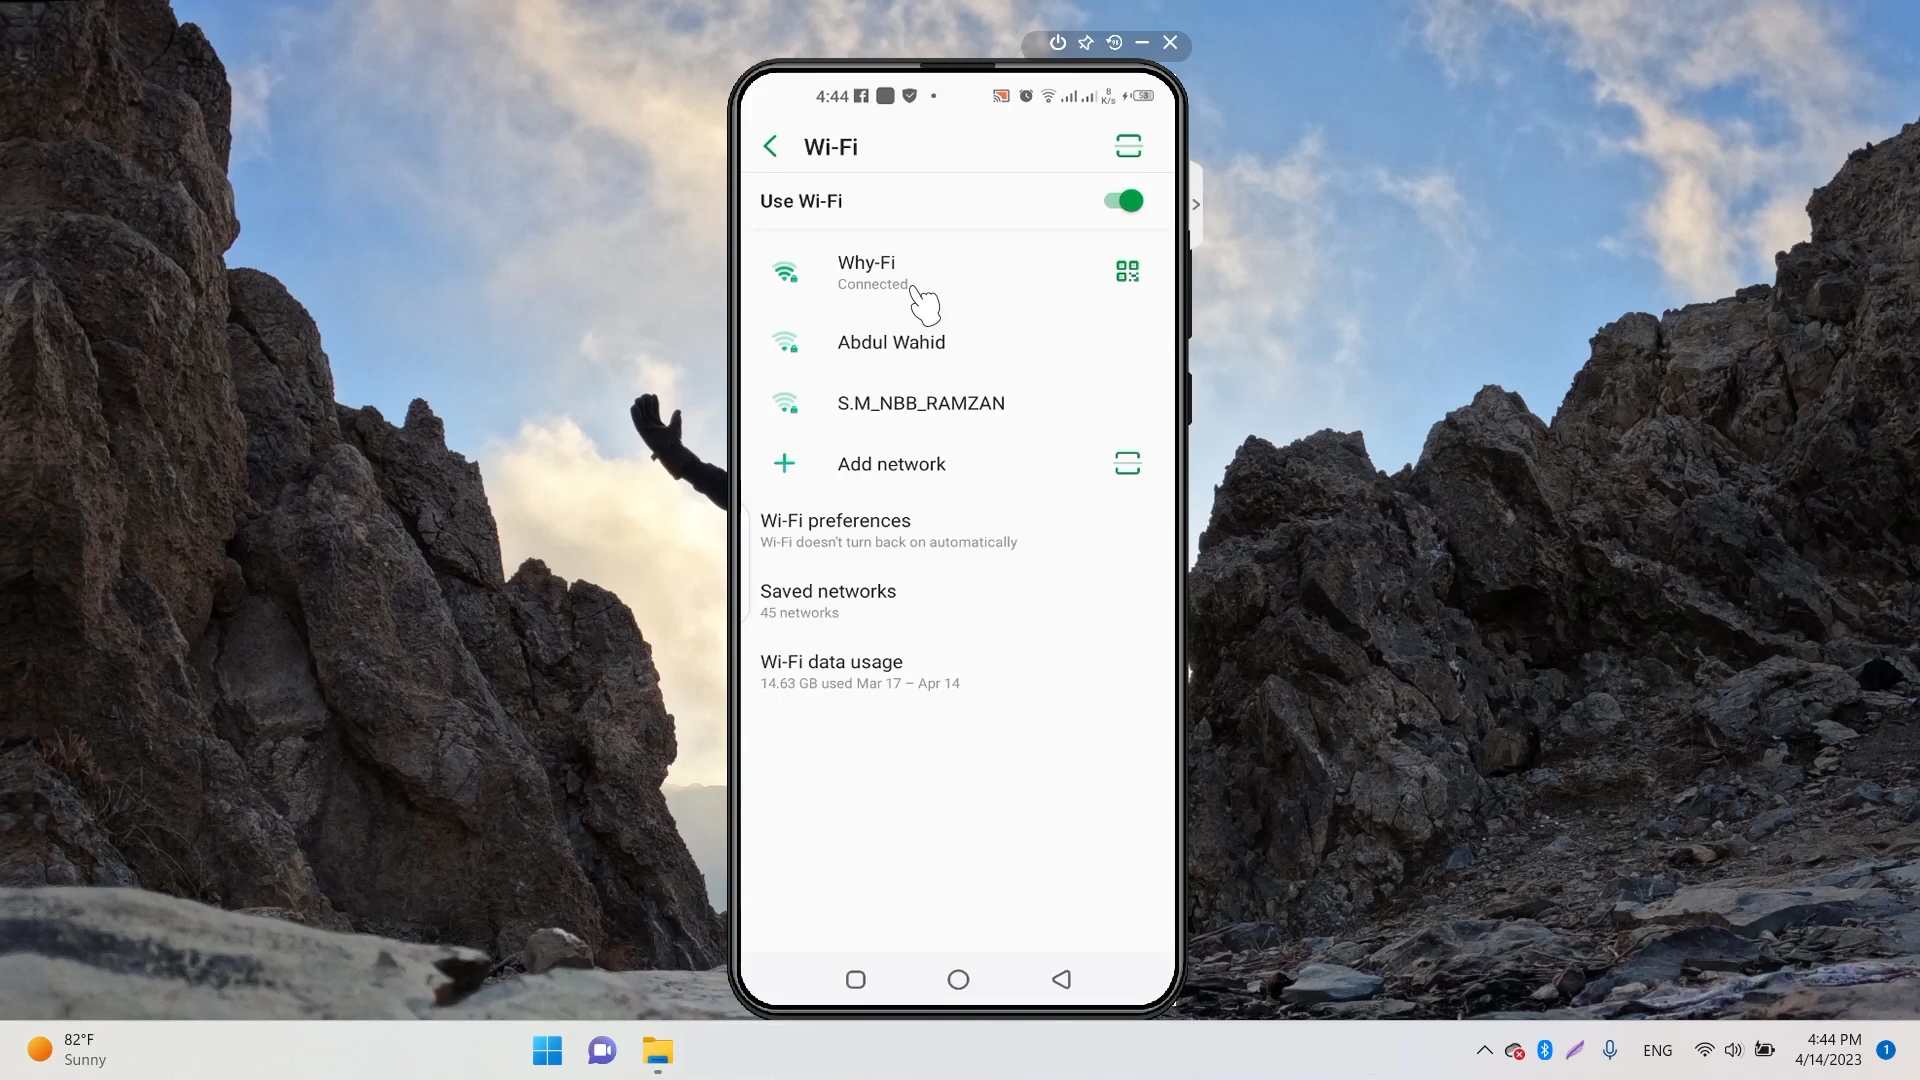 4:44
8
K/s
53
Wi-Fi
Use Wi-Fi
Why-Fi
Connected
Abdul Wahid
S.M_NBB_RAMZAN
Add network
Wi-Fi preferences
Wi-Fi doesn't turn back on automatically
Saved networks
45 networks
Wi-Fi data usage
14.63 GB used Mar 17 – Apr 14
82°F
Sunny
ENG
4:44 PM
4/14/2023
1